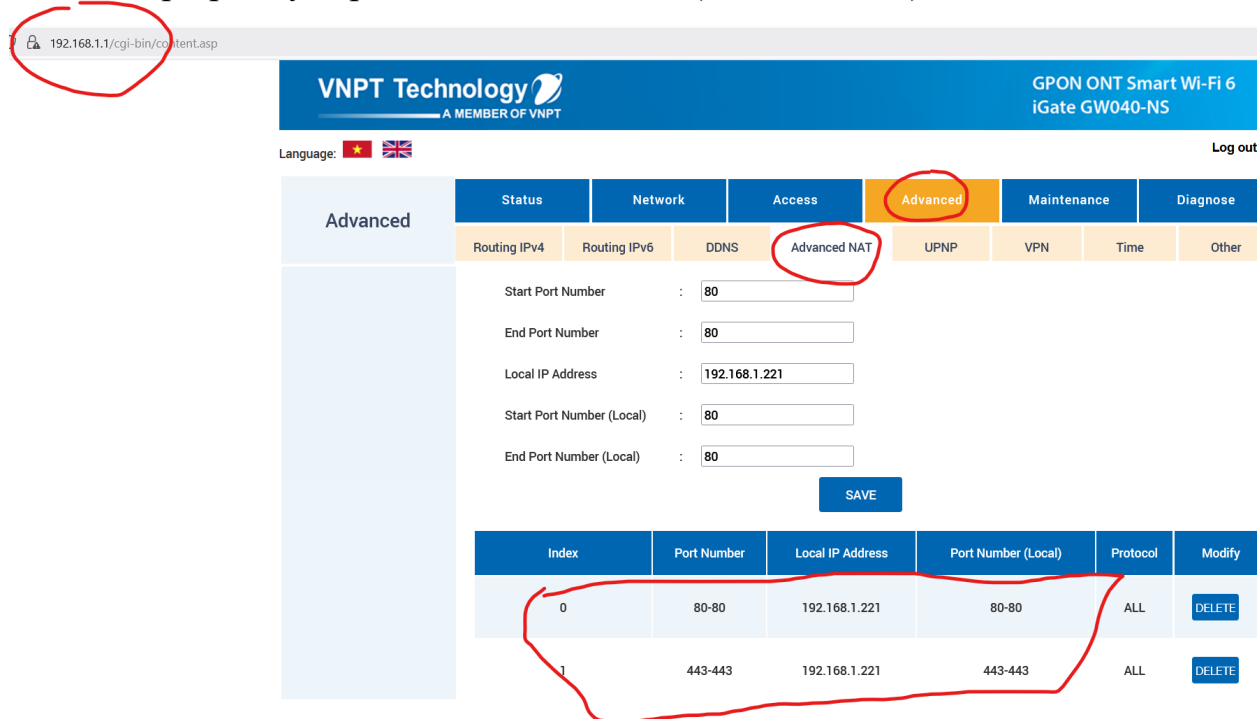 192.168.1.1/cgi-bin/content.asp
VNPT Technology
A MEMBER OF VNPT
GPON ONT Smart Wi-Fi 6
iGate GW040-NS
Language:
Log out
Advanced
Status Network Access Advanced Maintenance Diagnose
Routing IPv4 Routing IPv6 DDNS Advanced NAT UPNP VPN Time Other
Start Port Number : 80
End Port Number : 80
Local IP Address : 192.168.1.221
Start Port Number (Local) : 80
End Port Number (Local) : 80
SAVE
Index Port Number Local IP Address Port Number (Local) Protocol Modify
0 80-80 192.168.1.221 80-80 ALL DELETE
1 443-443 192.168.1.221 443-443 ALL DELETE